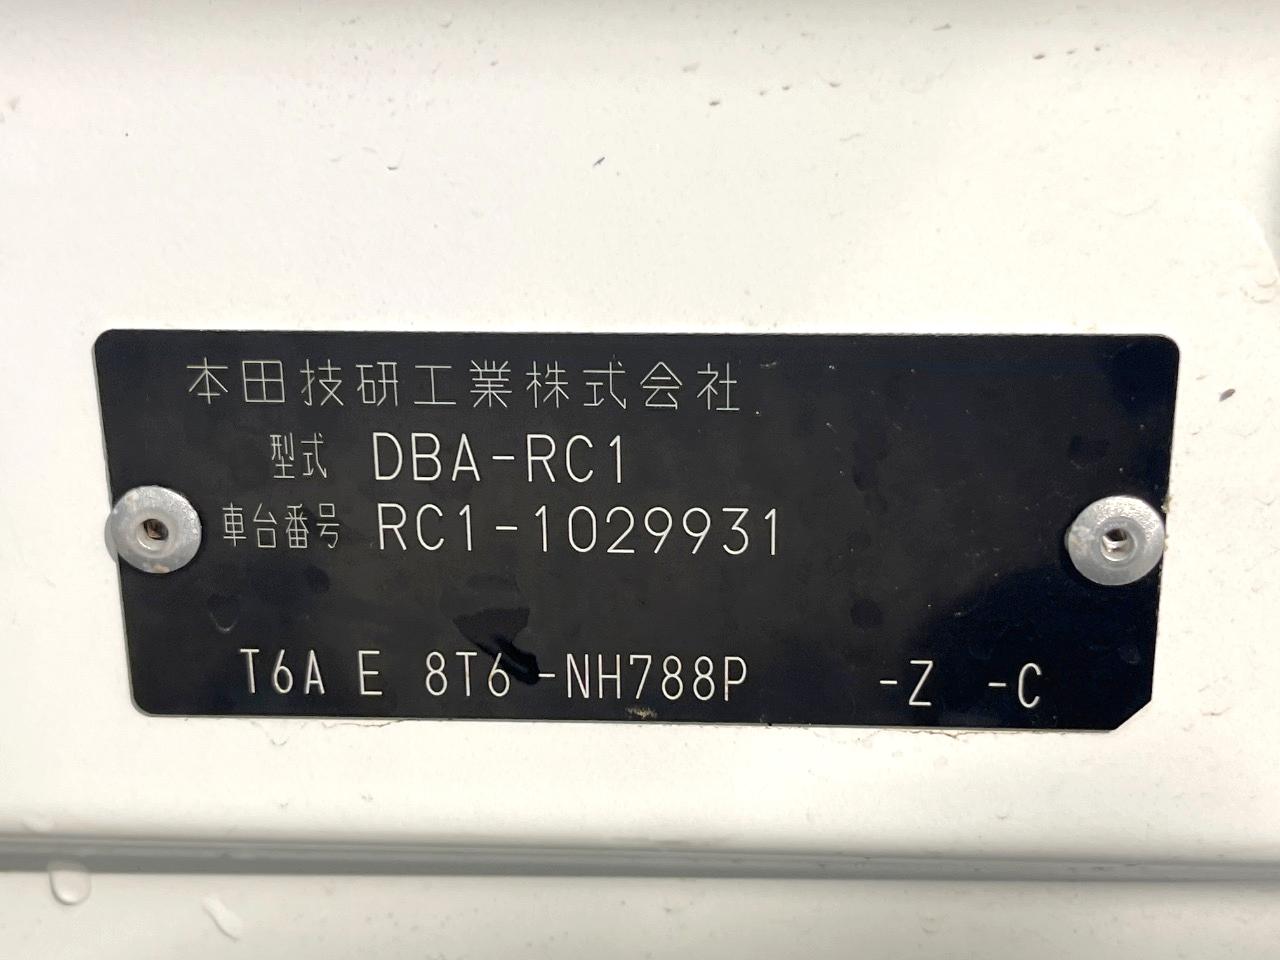 本田技研工業株式会社
型式 DBA-RC1
車台番号 RC1-1029931
T6A E 8T6 -NH788P -Z -C